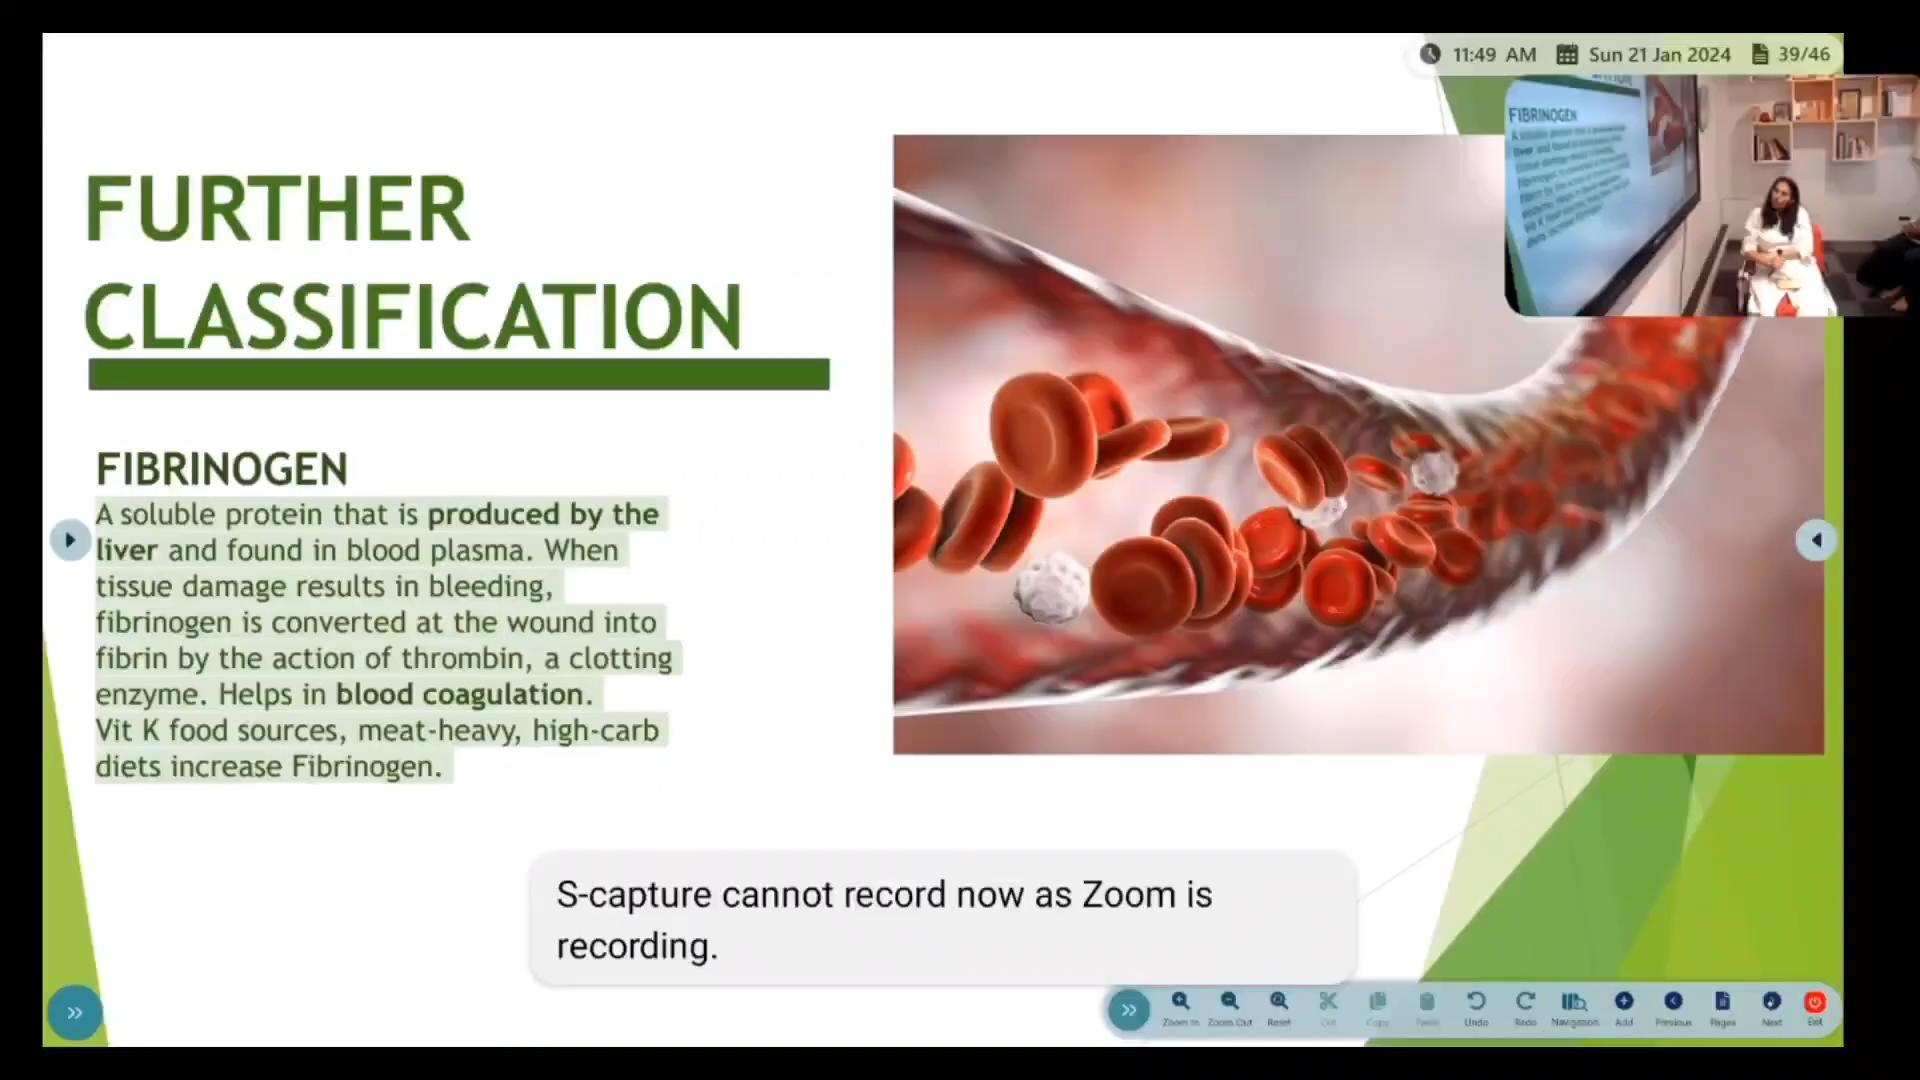 11:49 AM Sun 21 Jan 2024 39/46
FIBRINOGEN
FURTHER
CLASSIFICATION
FIBRINOGEN
A soluble protein that is produced by the
liver and found in blood plasma. When
tissue damage results in bleeding,
fibrinogen is converted at the wound into
fibrin by the action of thrombin, a clotting
enzyme. Helps in blood coagulation.
Vit K food sources, meat-heavy, high-carb
diets increase Fibrinogen.
S-capture cannot record now as Zoom is
recording.
Zoom In Zoom Out Reset Cut Copy Paste Undo Redo Navigation Add Previous Pages Next Exit